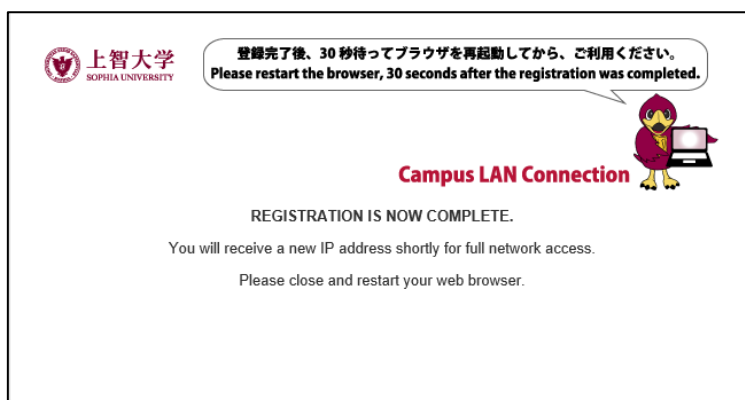 上智大学
SOPHIA UNIVERSITY
登録完了後、30 秒待ってブラウザを再起動してから、ご利用ください。
Please restart the browser, 30 seconds after the registration was completed.
Campus LAN Connection
REGISTRATION IS NOW COMPLETE.
You will receive a new IP address shortly for full network access.
Please close and restart your web browser.